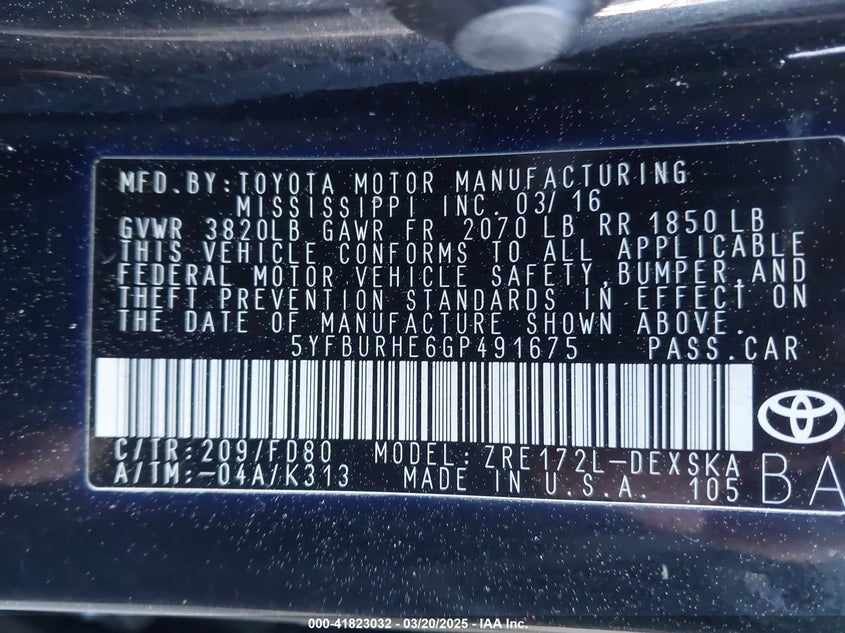 MFD.BY:TOYOTA MOTOR MANUFACTURING
MISSISSIPPI INC. 03/16
GVWR 3820LB GAWR FR 2070 LB RR 1850 LB
THIS VEHICLE CONFORMS TO ALL APPLICABLE
FEDERAL MOTOR VEHICLE SAFETY,BUMPER,AND
THEFT PREVENTION STANDARDS IN EFFECT ON
THE DATE OF MANUFACTURE SHOWN ABOVE.
5YFBURHE6GP491675 PASS.CAR
C/TR:209/FD80 MODEL:ZRE172L-DEXSKA
A/TM:-04A/K313 MADE IN U.S.A. 105
BA
000-41823032 - 03/20/2025 - IAA Inc.